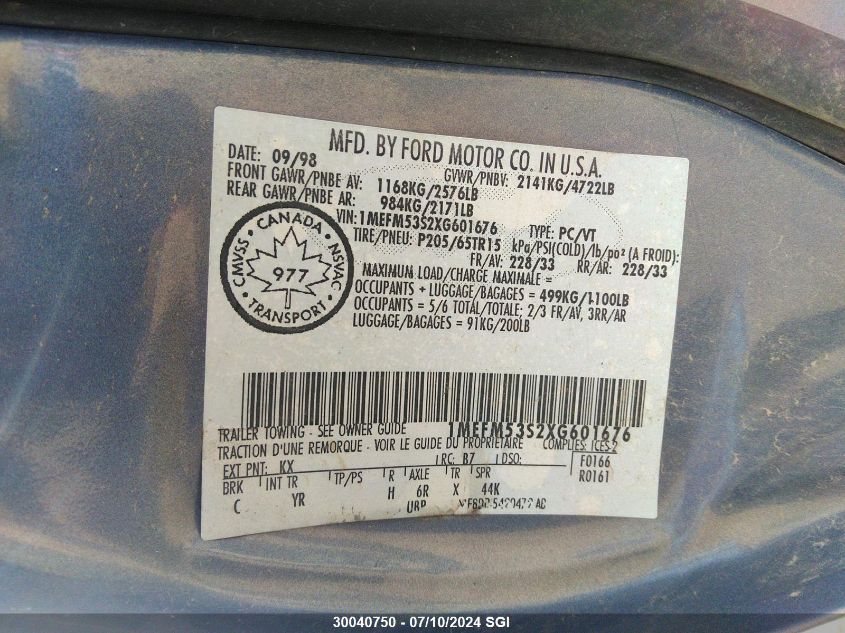 MFD. BY FORD MOTOR CO. IN U.S.A.
DATE: 09/98 GVWR/PNBV: 2141KG/4722LB
FRONT GAWR/PNBE AV: 1168KG/2576LB
REAR GAWR/PNBE AR: 984KG/2171LB
VIN: 1MEFM53S2XG601676 TYPE: PC/VT
TIRE/PNEU: P205/65TR15 kPa/PSI(COLD)/lb/po² (A FROID):
FR/AV: 228/33 RR/AR: 228/33
MAXIMUM LOAD/CHARGE MAXIMALE =
OCCUPANTS + LUGGAGE/BAGAGES = 499KG/1100LB
OCCUPANTS = 5/6 TOTAL/TOTALE; 2/3 FR/AV, 3RR/AR
LUGGAGE/BAGAGES = 91KG/200LB
CANADA
CMVSS 977 NSVAC
TRANSPORT
1MEFM53S2XG601676
TRAILER TOWING - SEE OWNER GUIDE COMPLIES: ICES-2
TRACTION D'UNE REMORQUE - VOIR LE GUIDE DU PROPRIÉTAIRE
EXT PNT: KX RC: B7 DSO: F0166
BRK INT TR TP/PS R AXLE TR SPR R0161
C YR H 6R X 44K
UBP
30040750 — 07/10/2024 SGI